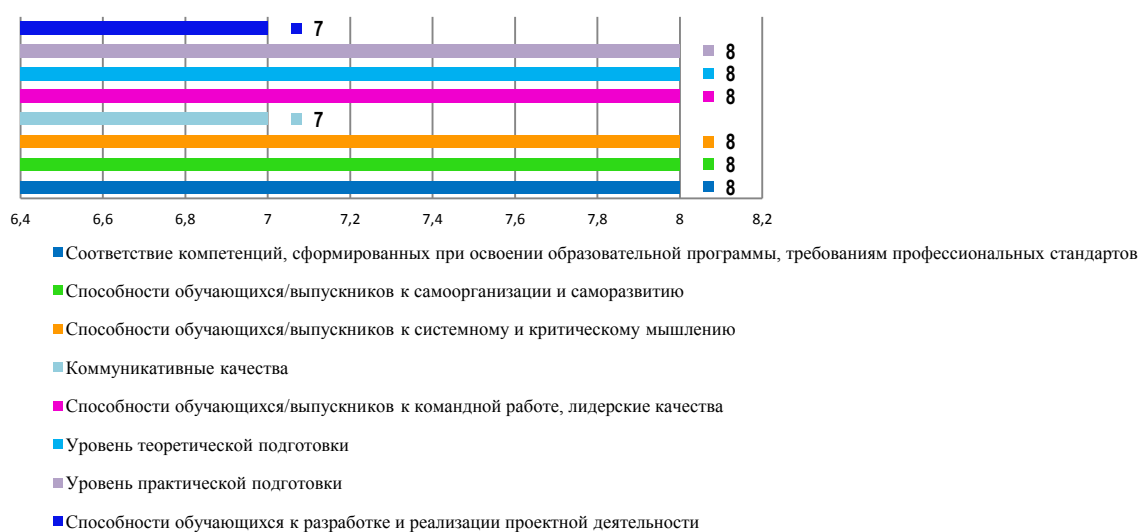 7
8
8
8
7
8
8
8
6,4 6,6 6,8 7 7,2 7,4 7,6 7,8 8 8,2
Соответствие компетенций, сформированных при освоении образовательной программы, требованиям профессиональных стандартов
Способности обучающихся/выпускников к самоорганизации и саморазвитию
Способности обучающихся/выпускников к системному и критическому мышлению
Коммуникативные качества
Способности обучающихся/выпускников к командной работе, лидерские качества
Уровень теоретической подготовки
Уровень практической подготовки
Способности обучающихся к разработке и реализации проектной деятельности